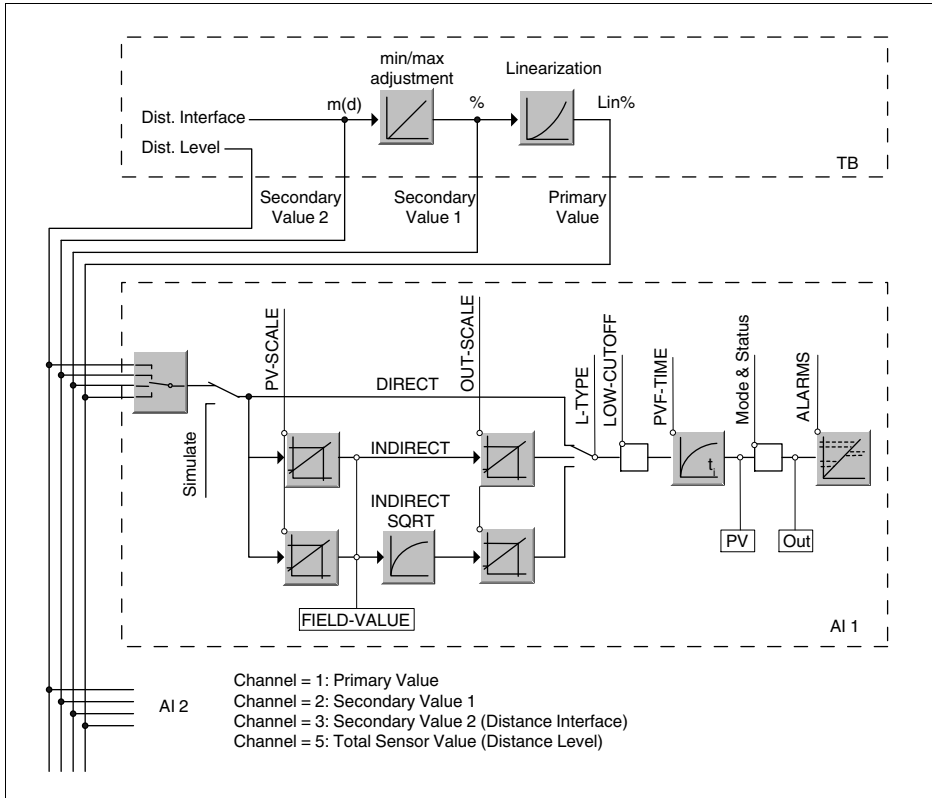 min/max
adjustment
Linearization
Dist. Interface
m(d)
%
Lin%
Dist. Level
TB
Secondary
Value 2
Secondary
Value 1
Primary
Value
PV-SCALE
OUT-SCALE
L-TYPE
LOW-CUTOFF
PVF-TIME
Mode & Status
ALARMS
DIRECT
Simulate
INDIRECT
ti
INDIRECT
SQRT
PV
Out
FIELD-VALUE
AI 1
AI 2
Channel = 1: Primary Value
Channel = 2: Secondary Value 1
Channel = 3: Secondary Value 2 (Distance Interface)
Channel = 5: Total Sensor Value (Distance Level)